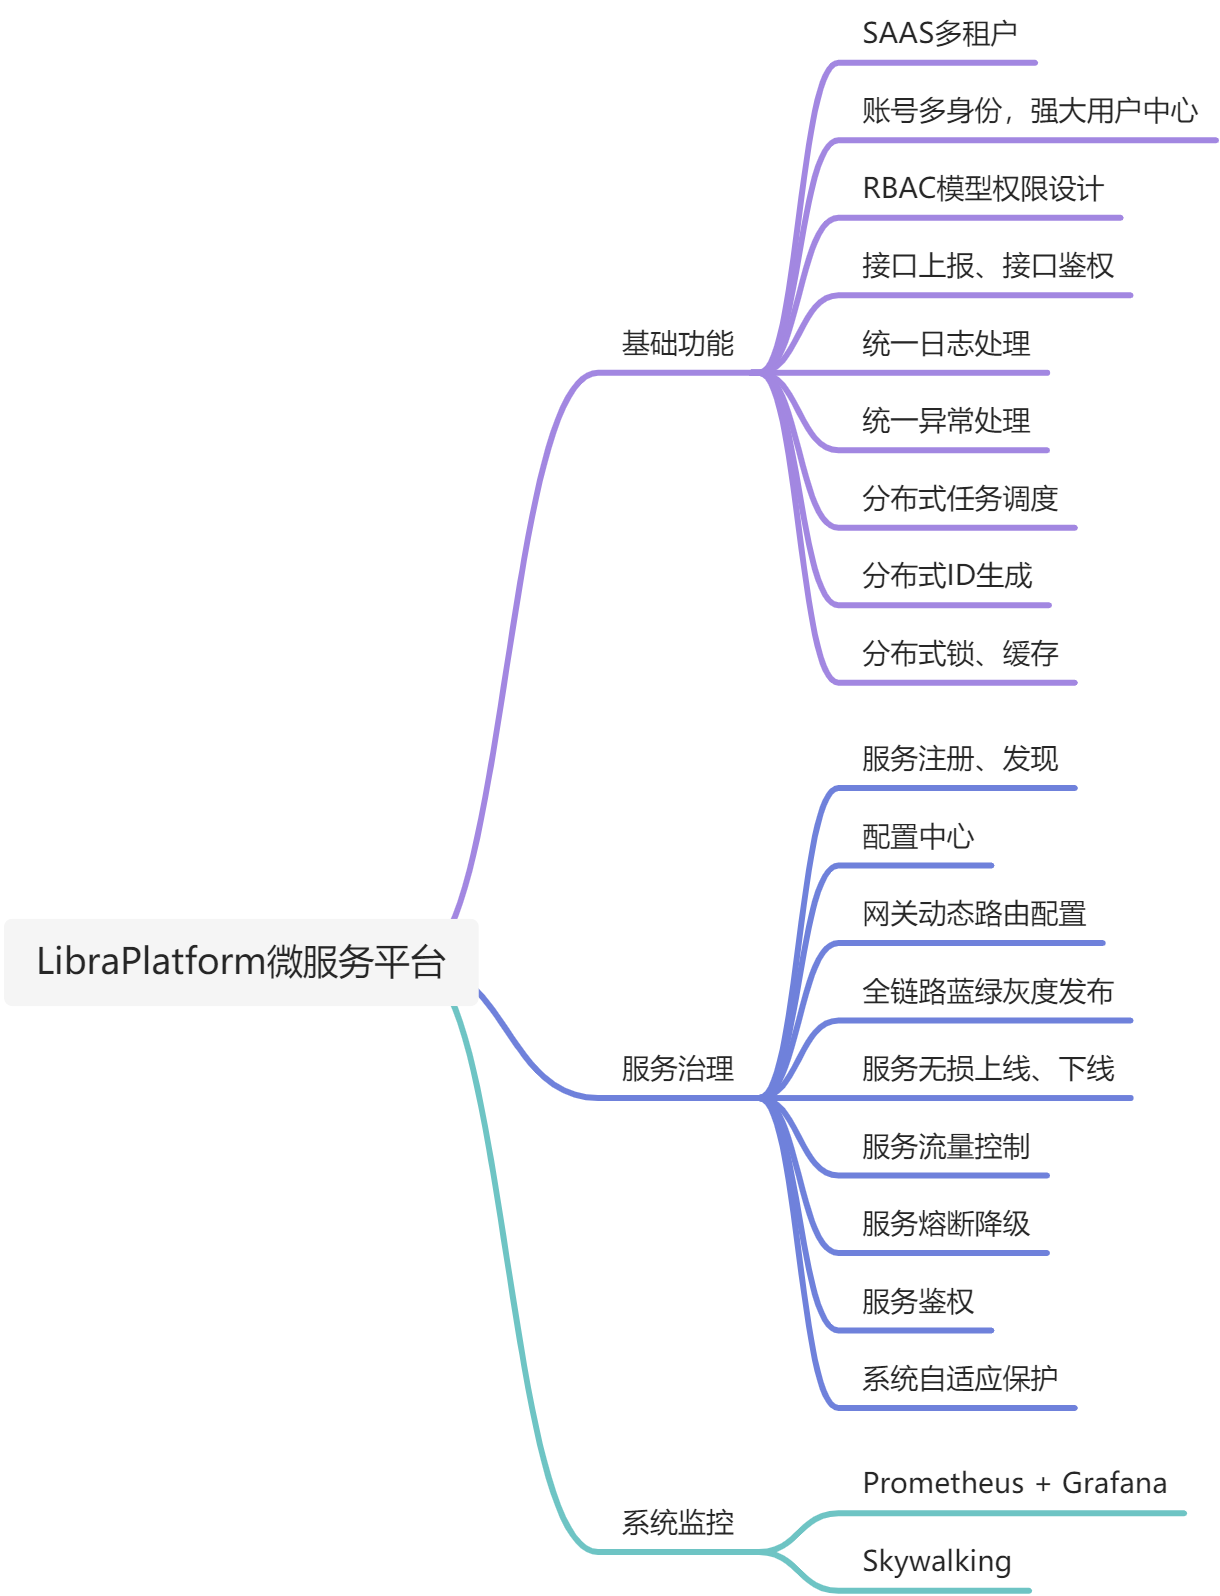 LibraPlatform微服务平台
基础功能
SAAS多租户
账号多身份，强大用户中心
RBAC模型权限设计
接口上报、接口鉴权
统一日志处理
统一异常处理
分布式任务调度
分布式ID生成
分布式锁、缓存
服务治理
服务注册、发现
配置中心
网关动态路由配置
全链路蓝绿灰度发布
服务无损上线、下线
服务流量控制
服务熔断降级
服务鉴权
系统自适应保护
系统监控
Prometheus + Grafana
Skywalking